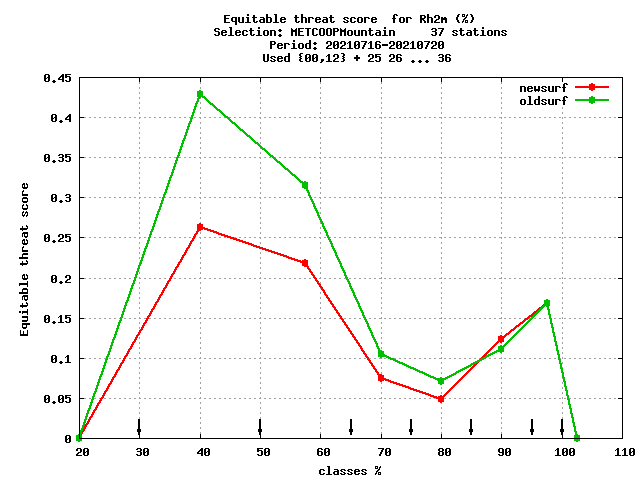 Equitable threat score  for Rh2m (%)
Selection: METCOOPMountain     37 stations
Period: 20210716-20210720
Used {00,12} + 25 26 ... 36
newsurf
oldsurf
Equitable threat score
0.45
0.4
0.35
0.3
0.25
0.2
0.15
0.1
0.05
0
20 30 40 50 60 70 80 90 100 110
classes %